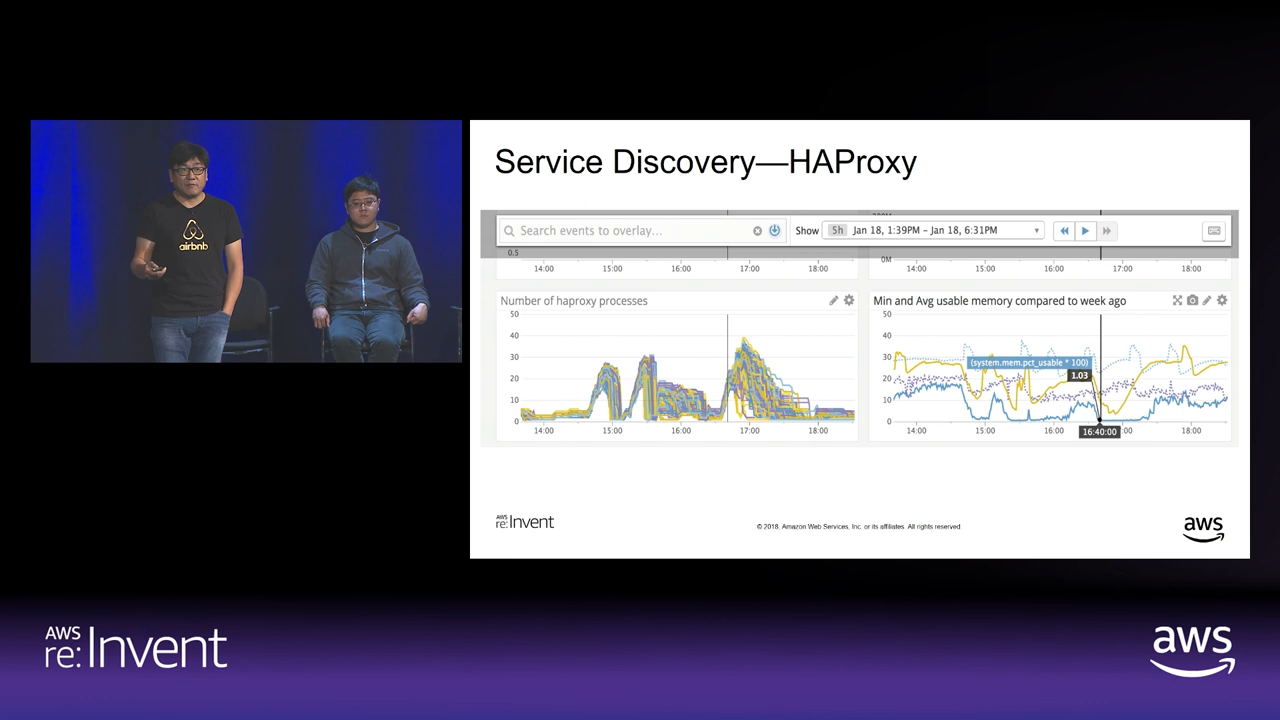 airbnb
Service Discovery—HAProxy
Search events to overlay...
Show 5h Jan 18, 1:39PM – Jan 18, 6:31PM
0.5
14:00 15:00 16:00 17:00 18:00
0M
14:00 15:00 16:00 17:00 18:00
Number of haproxy processes
50
40
30
20
10
0
14:00 15:00 16:00 17:00 18:00
Min and Avg usable memory compared to week ago
50
40
30
20
10
0
(system.mem.pct_usable * 100)
1.03
14:00 15:00 16:00 16:40:00 :00 18:00
AWS
re:Invent
© 2018, Amazon Web Services, Inc. or its affiliates. All rights reserved.
aws
AWS
re:Invent
aws